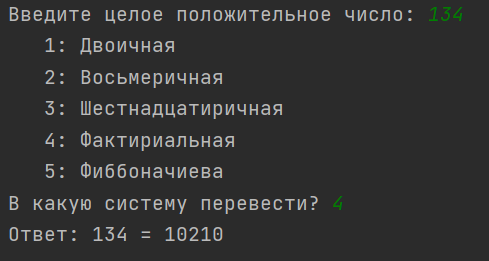 Введите целое положительное число: 134
1: Двоичная
2: Восьмеричная
3: Шестнадцатиричная
4: Фактириальная
5: Фиббоначиева
В какую систему перевести? 4
Ответ: 134 = 10210